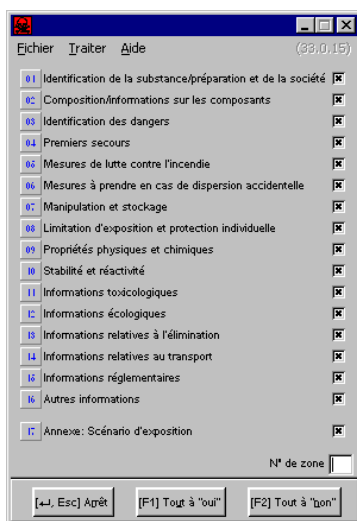 Fichier Traiter Aide (33,0,15)
01 Identification de la substance/préparation et de la société
02 Composition/informations sur les composants
03 Identification des dangers
04 Premiers secours
05 Mesures de lutte contre l'incendie
06 Mesures à prendre en cas de dispersion accidentelle
07 Manipulation et stockage
08 Limitation d'exposition et protection individuelle
09 Propriétés physiques et chimiques
10 Stabilité et réactivité
11 Informations toxicologiques
12 Informations écologiques
13 Informations relatives à l'élimination
14 Informations relatives au transport
15 Informations réglementaires
16 Autres informations
17 Annexe: Scénario d'exposition
N° de zone
[↵, Esc] Arrêt [F1] Tout à "oui" [F2] Tout à "non"